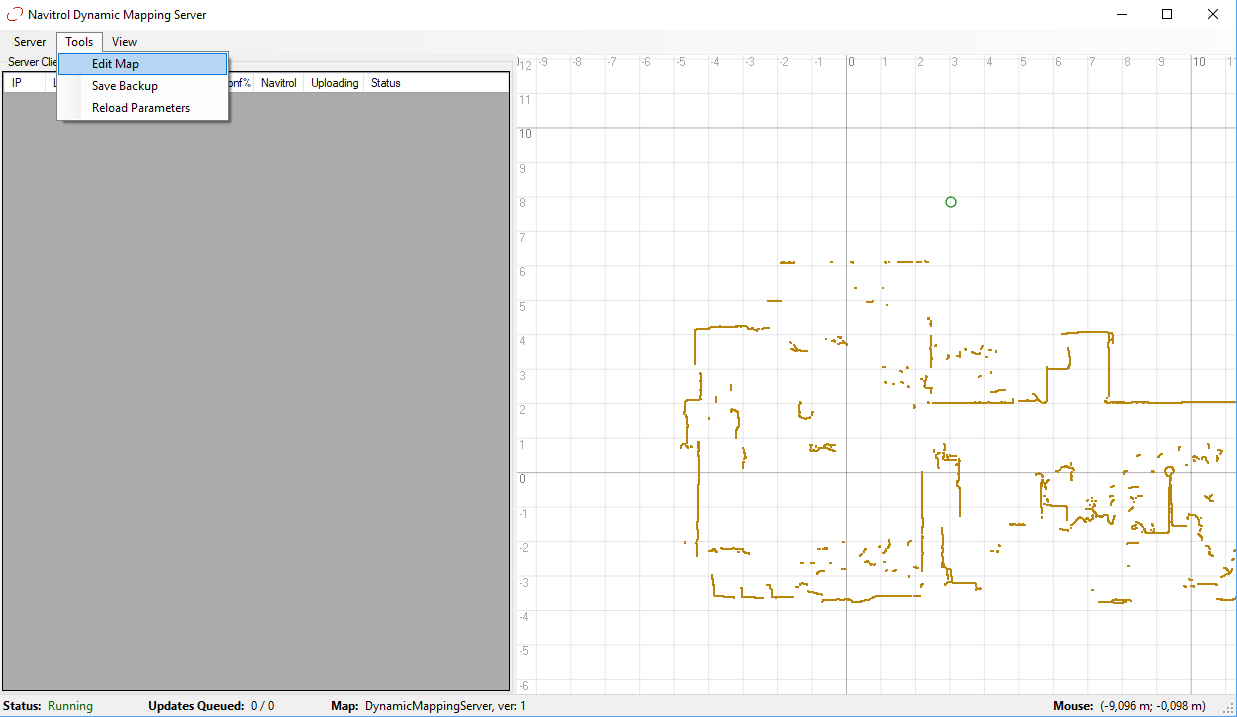 Navitrol Dynamic Mapping Server
Server Tools View
Server Clie
Edit Map
Save Backup
Reload Parameters
IP onf% Navitrol Uploading Status
12 -9 -8 -7 -6 -5 -4 -3 -2 -1 0 1 2 3 4 5 6 7 8 9 10
11
10
9
8
7
6
5
4
3
2
1
0
-1
-2
-3
-4
-5
-6
Status: Running Updates Queued: 0 / 0 Map: DynamicMappingServer, ver: 1 Mouse: (-9,096 m; -0,098 m)